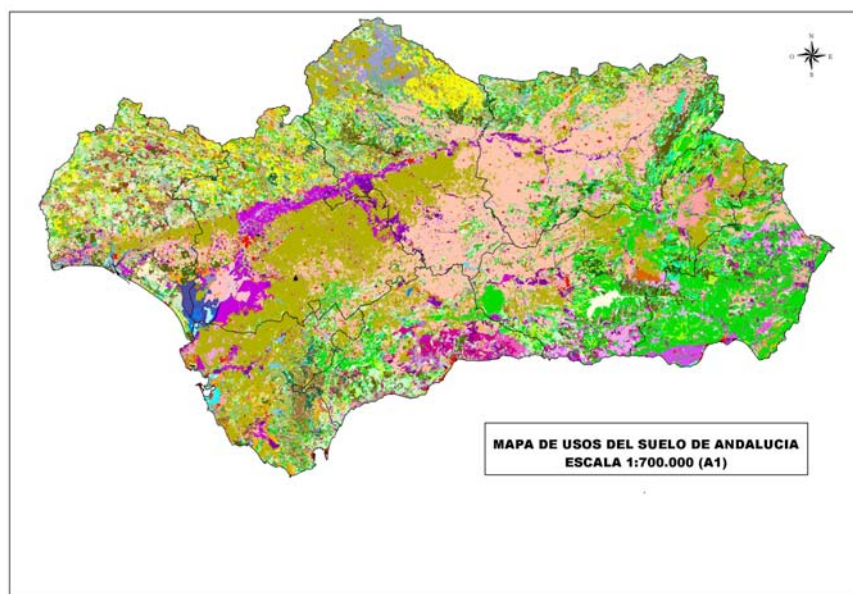 N
O E
S
MAPA DE USOS DEL SUELO DE ANDALUCIA
ESCALA 1:700.000 (A1)